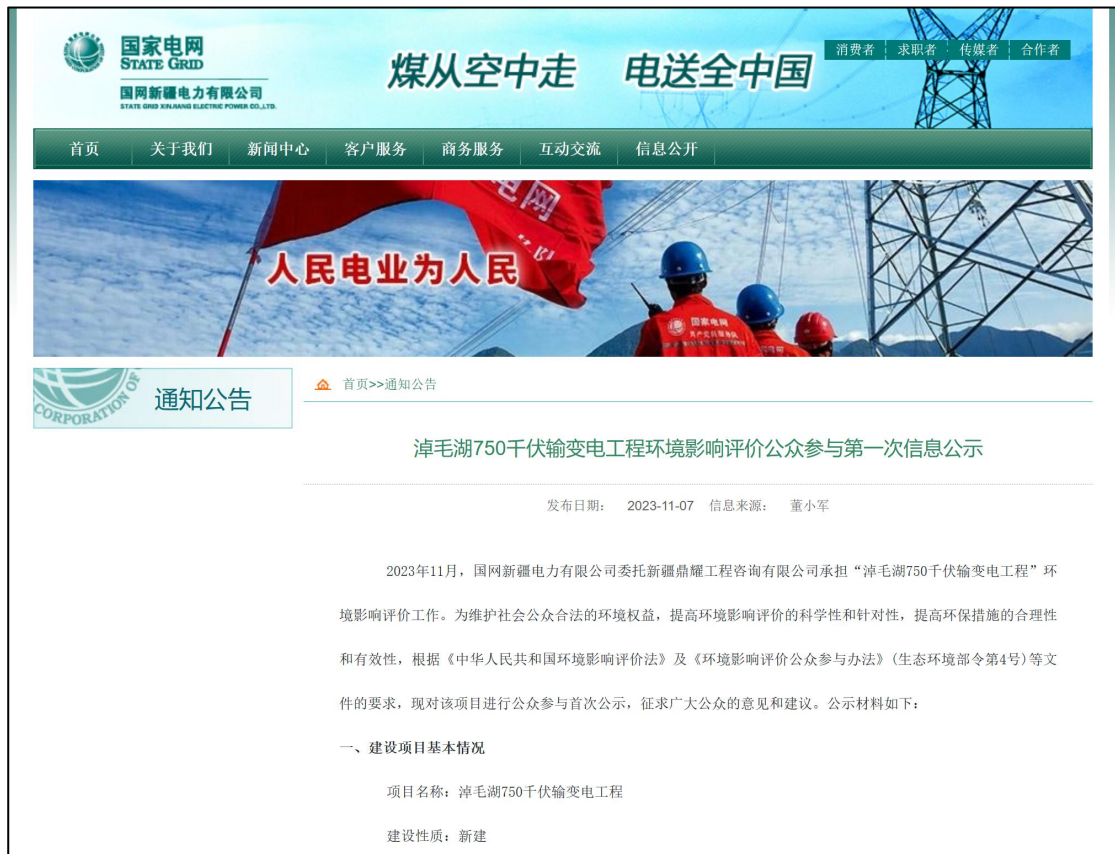 国家电网
STATE GRID
国网新疆电力有限公司
STATE GRID XINJIANG ELECTRIC POWER CO.,LTD.
煤从空中走 电送全中国
消费者 求职者 传媒者 合作者
首页 关于我们 新闻中心 客户服务 商务服务 互动交流 信息公开
电网
人民电业为人民
国家电网
CORPORATION OF
通知公告
首页>>通知公告
淖毛湖750千伏输变电工程环境影响评价公众参与第一次信息公示
发布日期: 2023-11-07 信息来源: 董小军
2023年11月，国网新疆电力有限公司委托新疆鼎耀工程咨询有限公司承担“淖毛湖750千伏输变电工程”环
境影响评价工作。为维护社会公众合法的环境权益，提高环境影响评价的科学性和针对性，提高环保措施的合理性
和有效性，根据《中华人民共和国环境影响评价法》及《环境影响评价公众参与办法》(生态环境部令第4号)等文
件的要求，现对该项目进行公众参与首次公示，征求广大公众的意见和建议。公示材料如下：
一、建设项目基本情况
项目名称：淖毛湖750千伏输变电工程
建设性质：新建